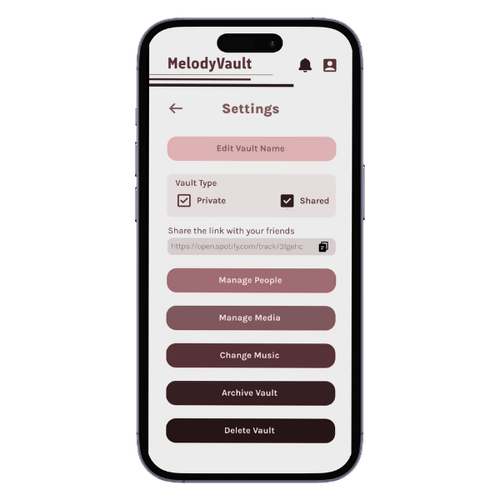 MelodyVault
Settings
Edit Vault Name
Vault Type
Private Shared
Share the link with your friends
https://open.spotify.com/track/3fgehc
Manage People
Manage Media
Change Music
Archive Vault
Delete Vault